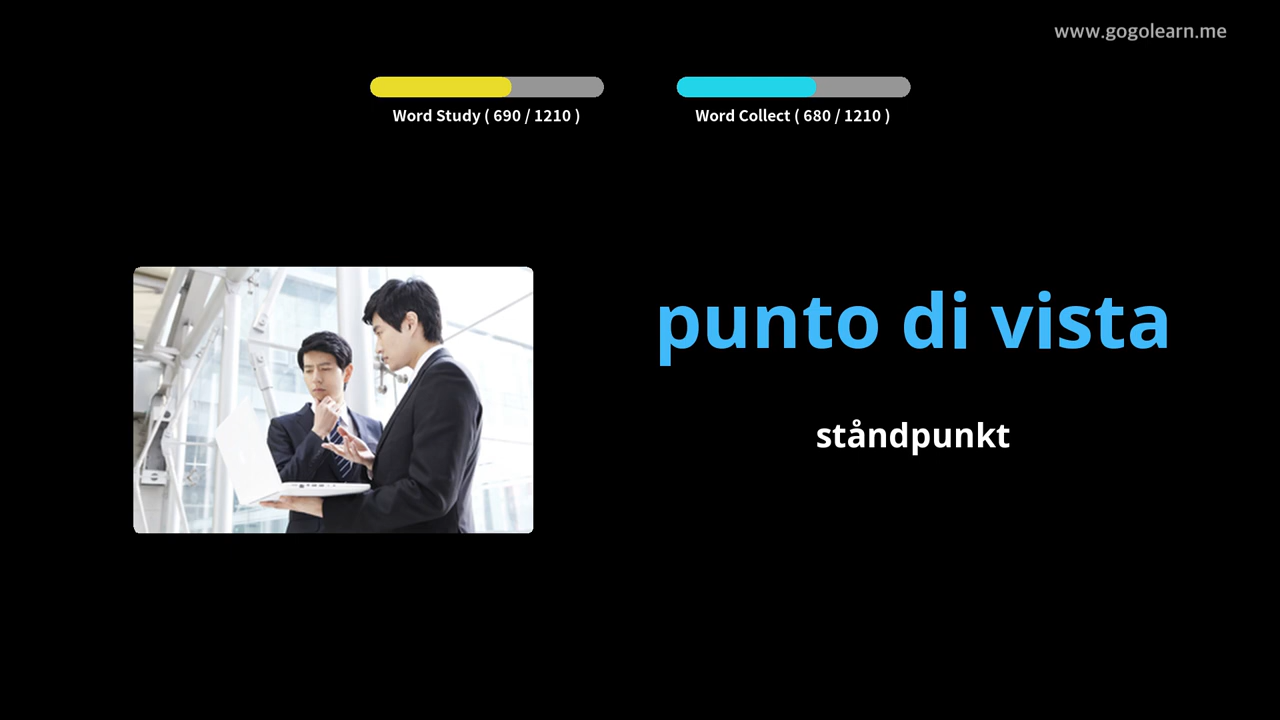 www.gogolearn.me
Word Study ( 690 / 1210 )
Word Collect ( 680 / 1210 )
punto di vista
ståndpunkt